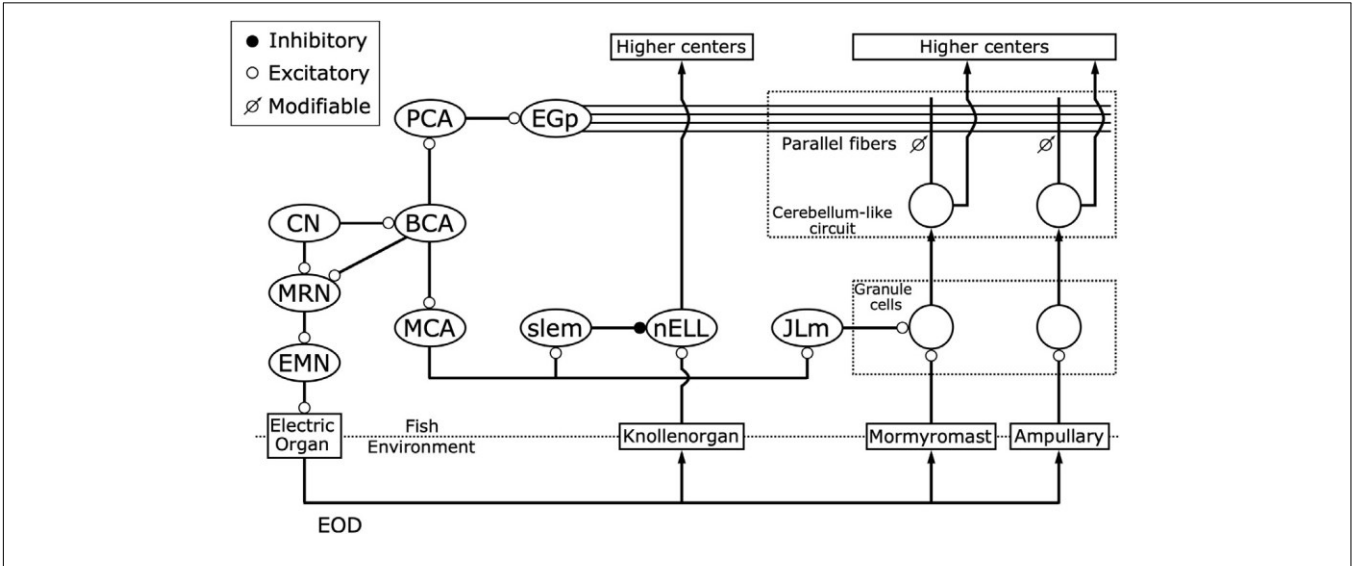 Inhibitory
Excitatory
Modifiable
Higher centers
Higher centers
PCA
EGp
Parallel fibers
CN
BCA
Cerebellum-like
circuit
MRN
Granule
cells
MCA
slem
nELL
JLm
EMN
Electric
Organ
Fish
Environment
Knollenorgan
Mormyromast
Ampullary
EOD